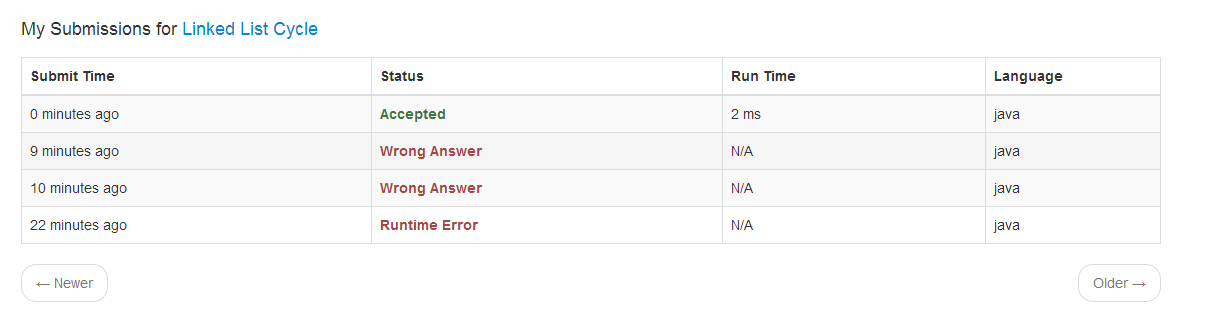 My Submissions for Linked List Cycle
Submit Time Status Run Time Language
0 minutes ago Accepted 2 ms java
9 minutes ago Wrong Answer N/A java
10 minutes ago Wrong Answer N/A java
22 minutes ago Runtime Error N/A java
← Newer Older →